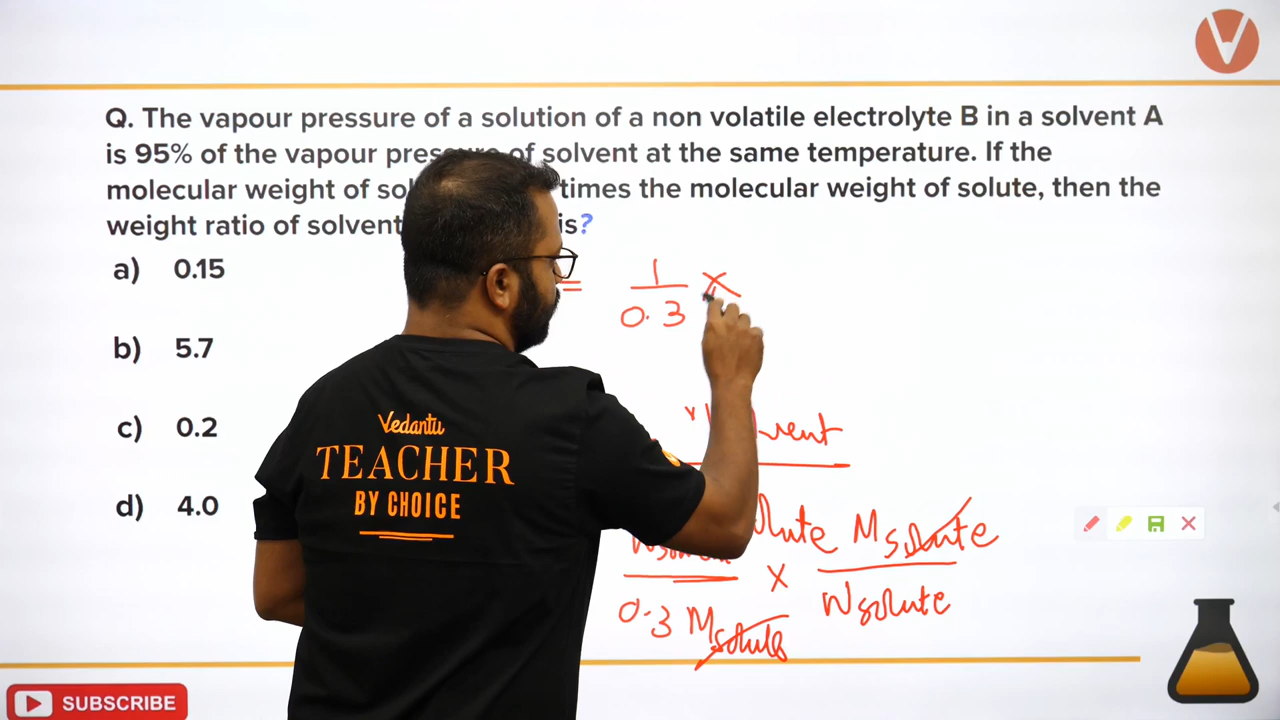 Q. The vapour pressure of a solution of a non volatile electrolyte B in a solvent A
is 95% of the vapour pressure of solvent at the same temperature. If the
molecular weight of times the molecular weight of solute, then the
weight ratio of solvent is?
a) 0.15
b) 5.7
c) 0.2
d) 4.0
= 1 ×
0.3
M solute
×
0.3 M solute
W solute
Vedantu
TEACHER
BY CHOICE
SUBSCRIBE